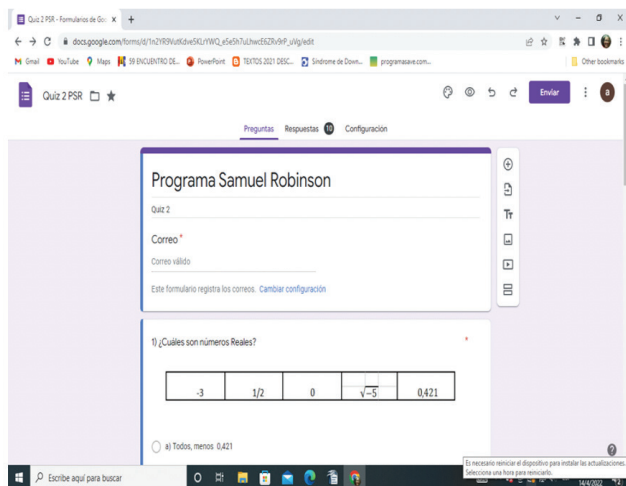 Quiz 2 PSR - Formularios de Goo
docs.google.com/forms/d/1n2YR9VutKdve5KLrYWQ_e5e5h7uLhwcE6ZRv9rP_uVg/edit
Gmail YouTube Maps 59 ENCUENTRO DE... PowerPoint TEXTOS 2021 DESC... Sindrome de Down... programasave.com... Other bookmarks
Quiz 2 PSR Enviar a
Preguntas Respuestas 10 Configuración
Programa Samuel Robinson
Quiz 2
Correo *
Correo válido
Este formulario registra los correos. Cambiar configuración
1) ¿Cuáles son números Reales? *
-3 1/2 0 √-5 0,421
a) Todos, menos 0,421
Es necesario reiniciar el dispositivo para instalar las actualizaciones.
Selecciona una hora para reiniciarlo.
Escribe aquí para buscar
14/4/2022